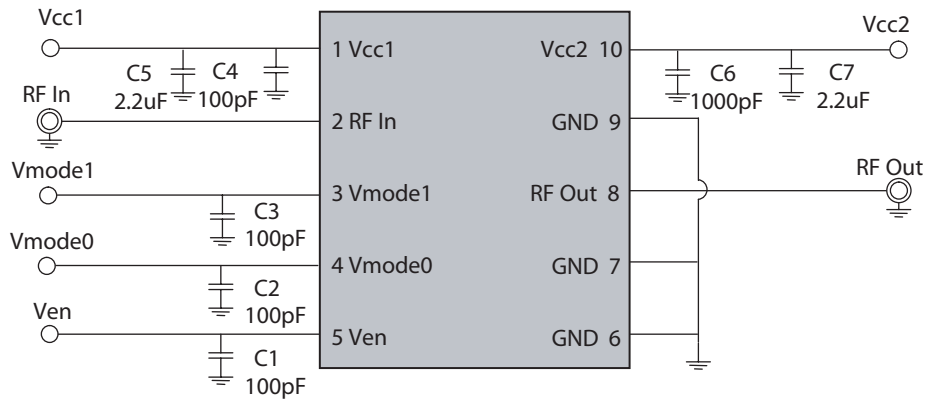 Vcc1
Vcc2
1 Vcc1
Vcc2 10
C5
2.2uF
C4
100pF
C6
1000pF
C7
2.2uF
RF In
2 RF In
GND 9
Vmode1
3 Vmode1
RF Out 8
RF Out
C3
100pF
Vmode0
4 Vmode0
GND 7
C2
100pF
Ven
5 Ven
GND 6
C1
100pF